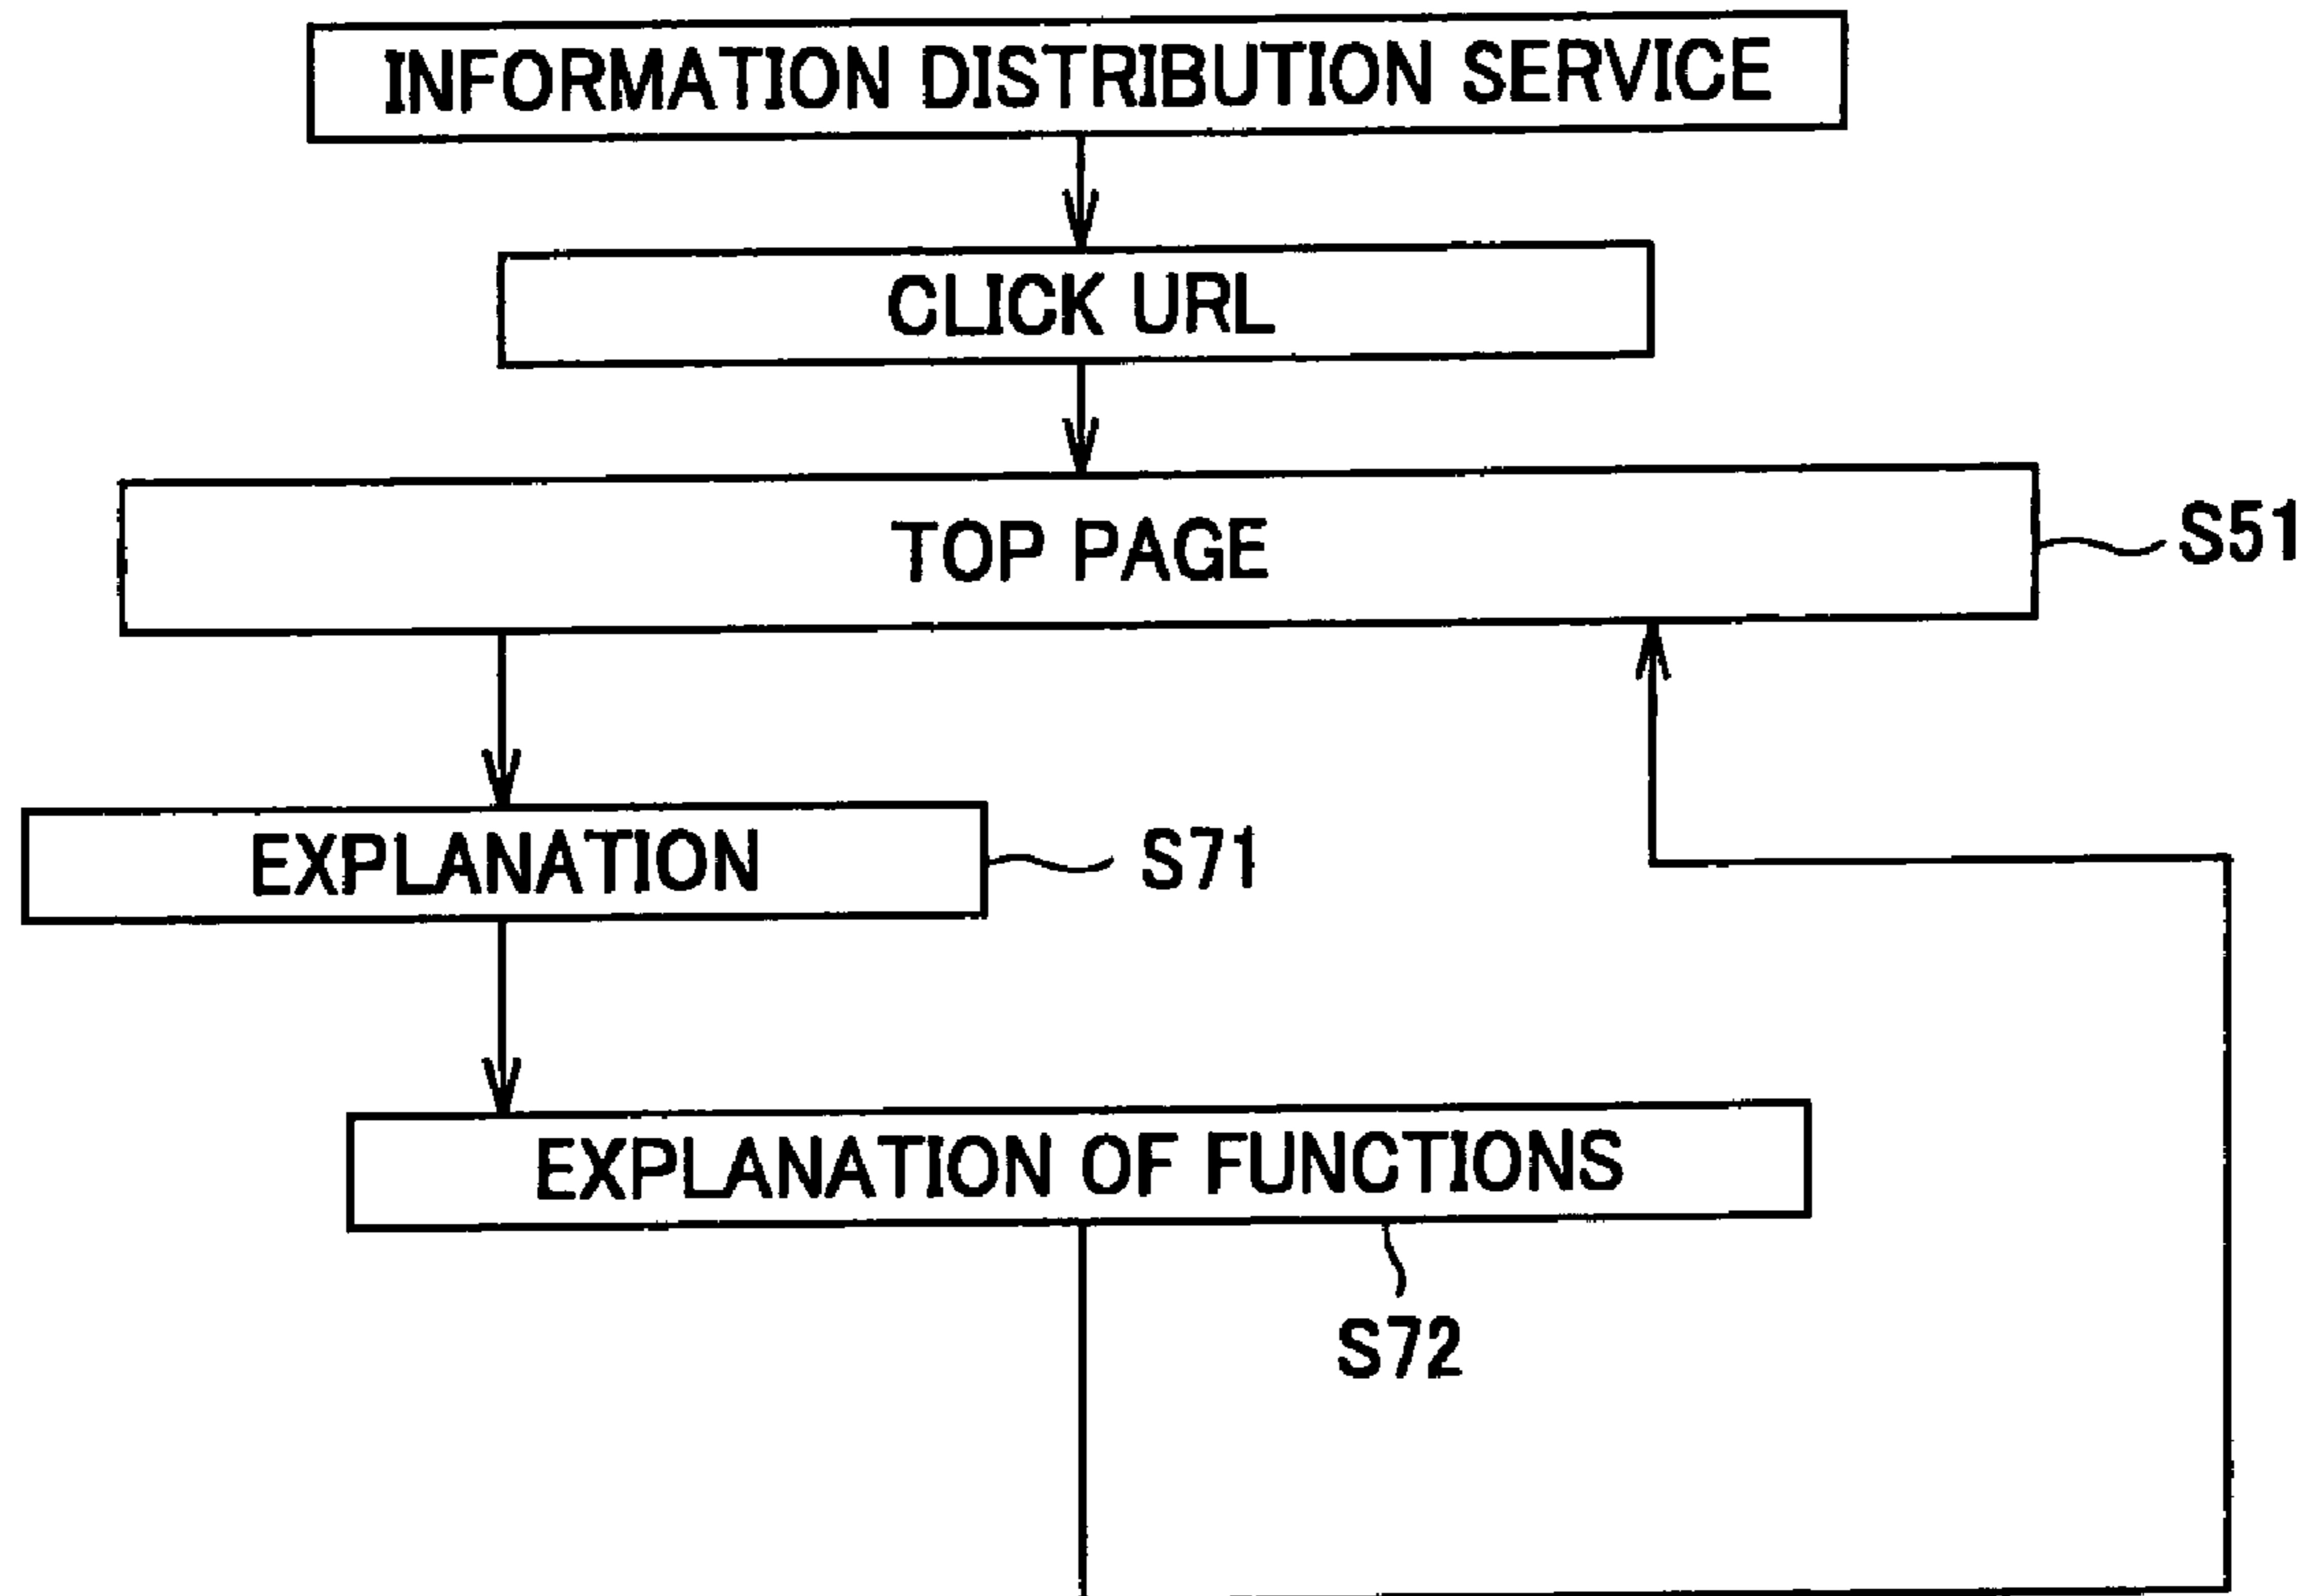 INFORMATION DISTRIBUTION SERVICE
CLICK URL
TOP PAGE
S51
EXPLANATION
S71
EXPLANATION OF FUNCTIONS
S72